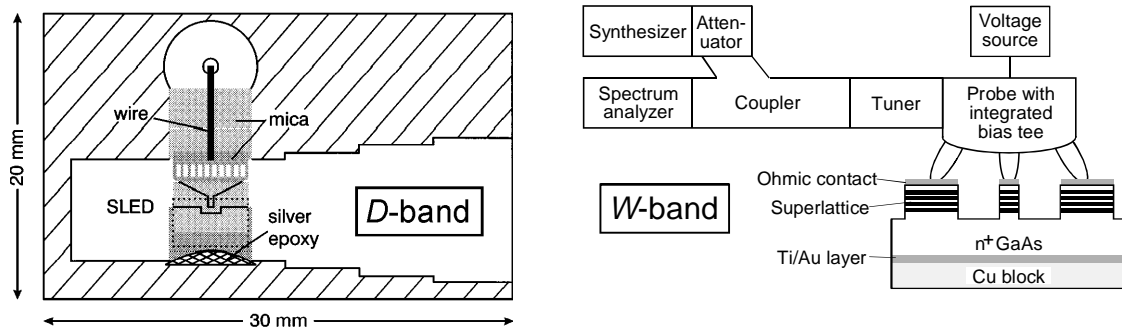 20 mm
wire
mica
SLED
D-band
silver
epoxy
30 mm
Synthesizer
Atten-
uator
Voltage
source
Spectrum
analyzer
Coupler
Tuner
Probe with
integrated
bias tee
Ohmic contact
Superlattice
W-band
n+ GaAs
Ti/Au layer
Cu block